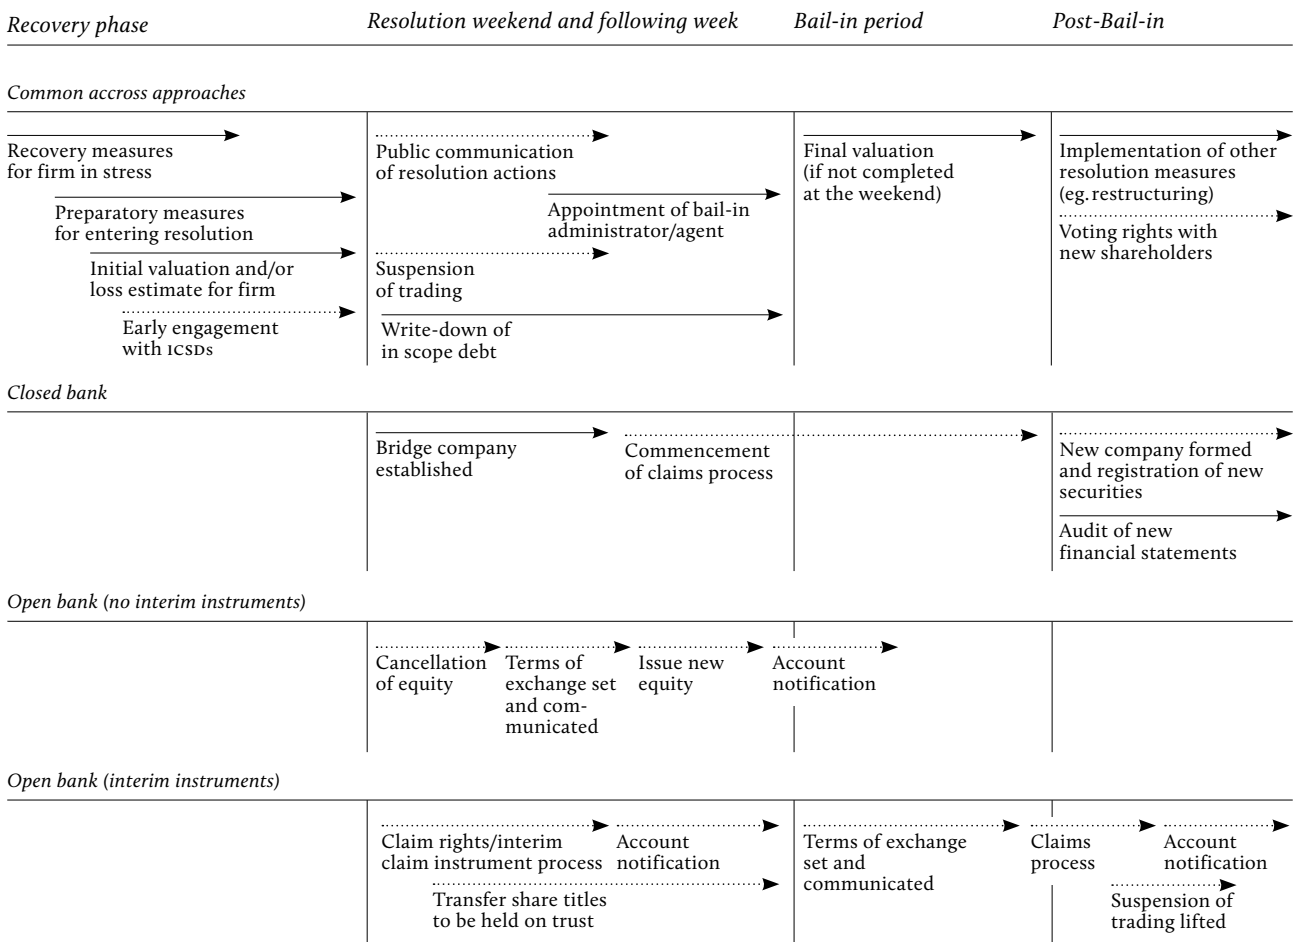 Recovery phase
Resolution weekend and following week
Bail-in period
Post-Bail-in
Common accross approaches
Recovery measures
for firm in stress
Preparatory measures
for entering resolution
Initial valuation and/or
loss estimate for firm
Early engagement
with ICSDs
Public communication
of resolution actions
Appointment of bail-in
administrator/agent
Suspension
of trading
Write-down of
in scope debt
Final valuation
(if not completed
at the weekend)
Implementation of other
resolution measures
(eg. restructuring)
Voting rights with
new shareholders
Closed bank
Bridge company
established
Commencement
of claims process
New company formed
and registration of new
securities
Audit of new
financial statements
Open bank (no interim instruments)
Cancellation
of equity
Terms of
exchange set
and com-
municated
Issue new
equity
Account
notification
Open bank (interim instruments)
Claim rights/interim
claim instrument process
Account
notification
Transfer share titles
to be held on trust
Terms of exchange
set and
communicated
Claims
process
Account
notification
Suspension of
trading lifted